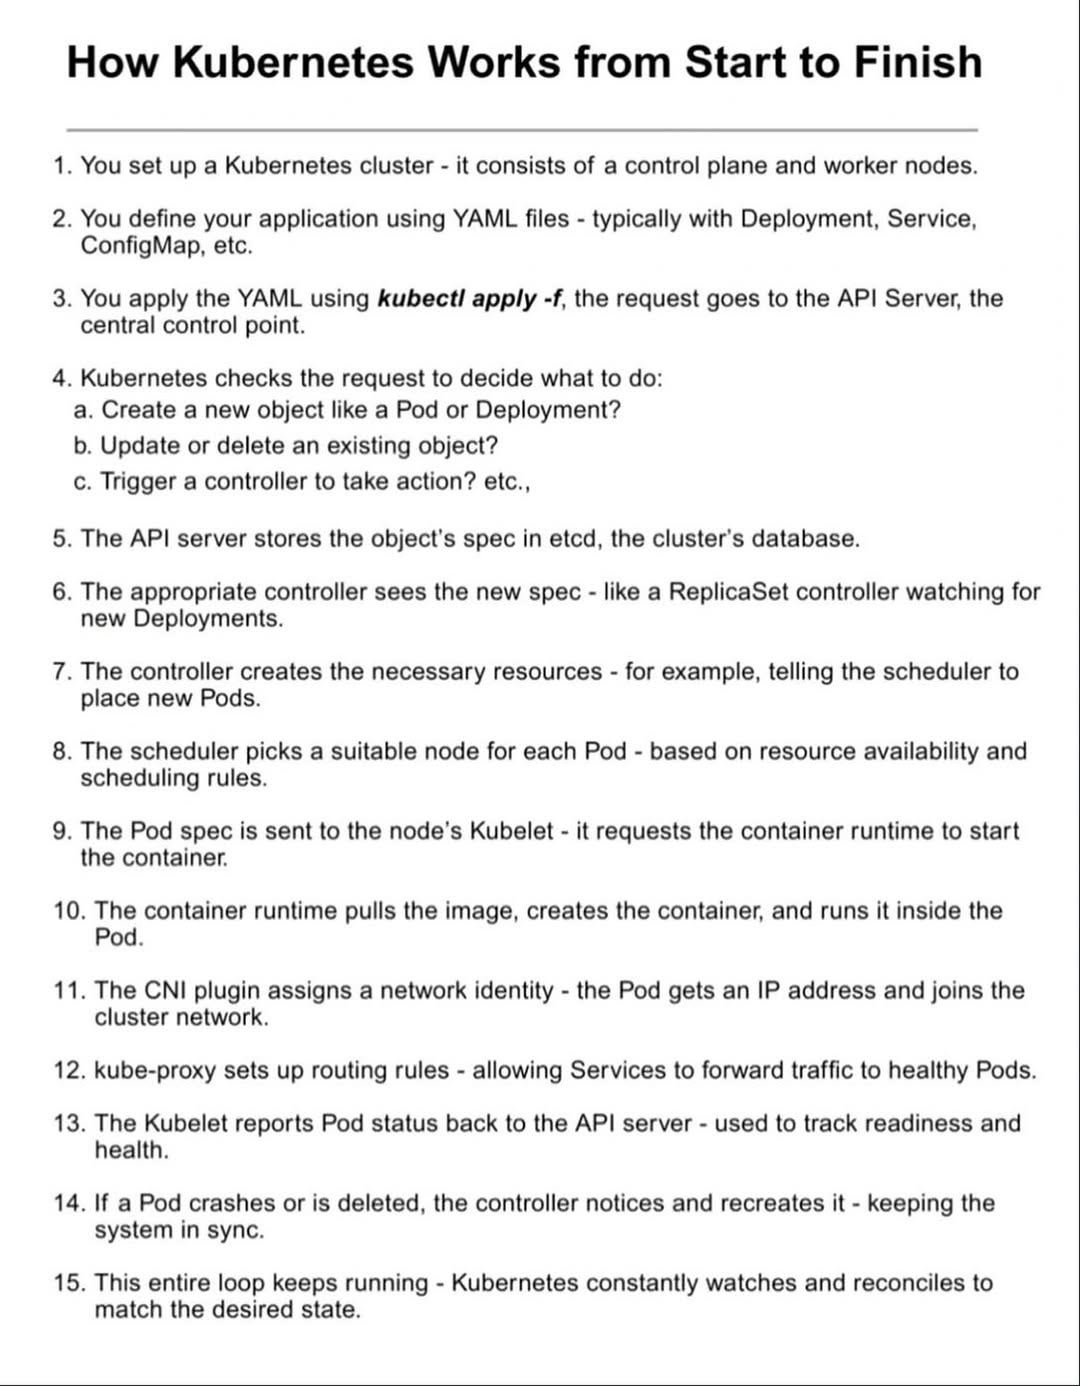 How Kubernetes Works from Start to Finish
1. You set up a Kubernetes cluster - it consists of a control plane and worker nodes.
2. You define your application using YAML files - typically with Deployment, Service,
ConfigMap, etc.
3. You apply the YAML using kubectl apply -f, the request goes to the API Server, the
central control point.
4. Kubernetes checks the request to decide what to do:
a. Create a new object like a Pod or Deployment?
b. Update or delete an existing object?
c. Trigger a controller to take action? etc.,
5. The API server stores the object's spec in etcd, the cluster's database.
6. The appropriate controller sees the new spec - like a ReplicaSet controller watching for
new Deployments.
7. The controller creates the necessary resources - for example, telling the scheduler to
place new Pods.
8. The scheduler picks a suitable node for each Pod - based on resource availability and
scheduling rules.
9. The Pod spec is sent to the node's Kubelet - it requests the container runtime to start
the container.
10. The container runtime pulls the image, creates the container, and runs it inside the
Pod.
11. The CNI plugin assigns a network identity - the Pod gets an IP address and joins the
cluster network.
12. kube-proxy sets up routing rules - allowing Services to forward traffic to healthy Pods.
13. The Kubelet reports Pod status back to the API server - used to track readiness and
health.
14. If a Pod crashes or is deleted, the controller notices and recreates it - keeping the
system in sync.
15. This entire loop keeps running - Kubernetes constantly watches and reconciles to
match the desired state.